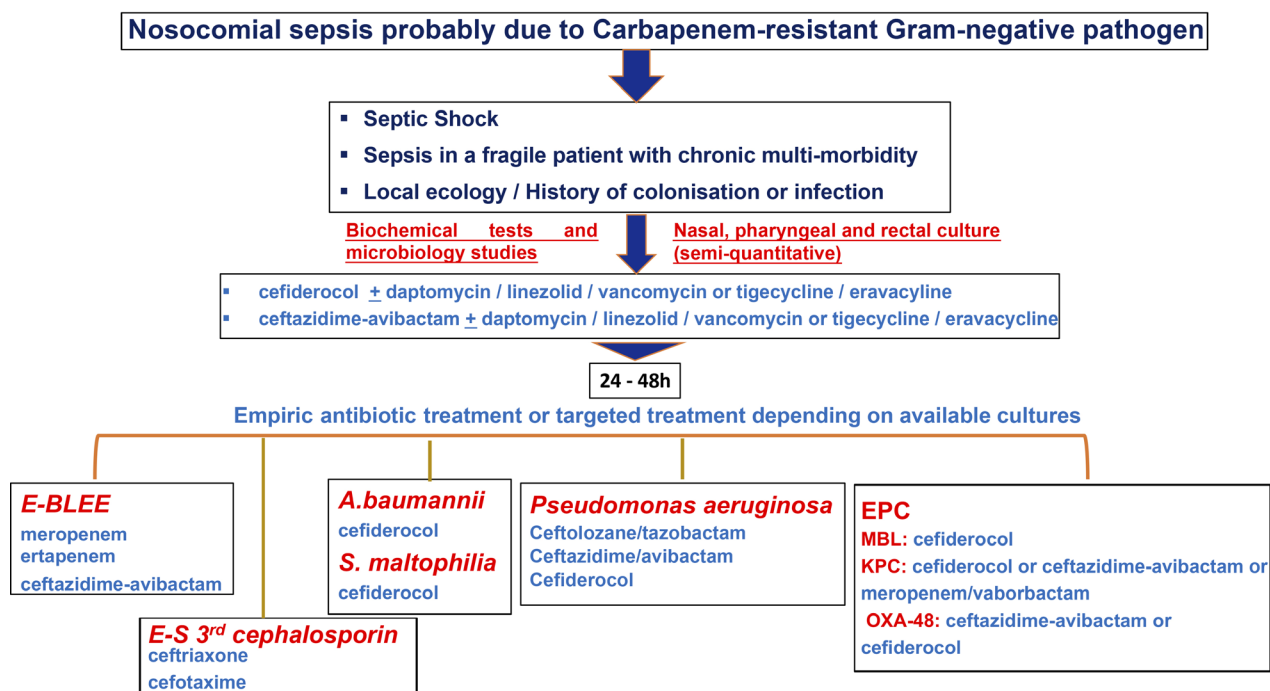 Nosocomial sepsis probably due to Carbapenem-resistant Gram-negative pathogen
▪ Septic Shock
▪ Sepsis in a fragile patient with chronic multi-morbidity
▪ Local ecology / History of colonisation or infection
Biochemical tests and
microbiology studies
Nasal, pharyngeal and rectal culture
(semi-quantitative)
▪ cefiderocol + daptomycin / linezolid / vancomycin or tigecycline / eravacyline
▪ ceftazidime-avibactam + daptomycin / linezolid / vancomycin or tigecycline / eravacycline
24 - 48h
Empiric antibiotic treatment or targeted treatment depending on available cultures
E-BLEE
meropenem
ertapenem
ceftazidime-avibactam
E-S 3rd cephalosporin
ceftriaxone
cefotaxime
A.baumannii
cefiderocol
S. maltophilia
cefiderocol
Pseudomonas aeruginosa
Ceftolozane/tazobactam
Ceftazidime/avibactam
Cefiderocol
EPC
MBL: cefiderocol
KPC: cefiderocol or ceftazidime-avibactam or
meropenem/vaborbactam
OXA-48: ceftazidime-avibactam or
cefiderocol